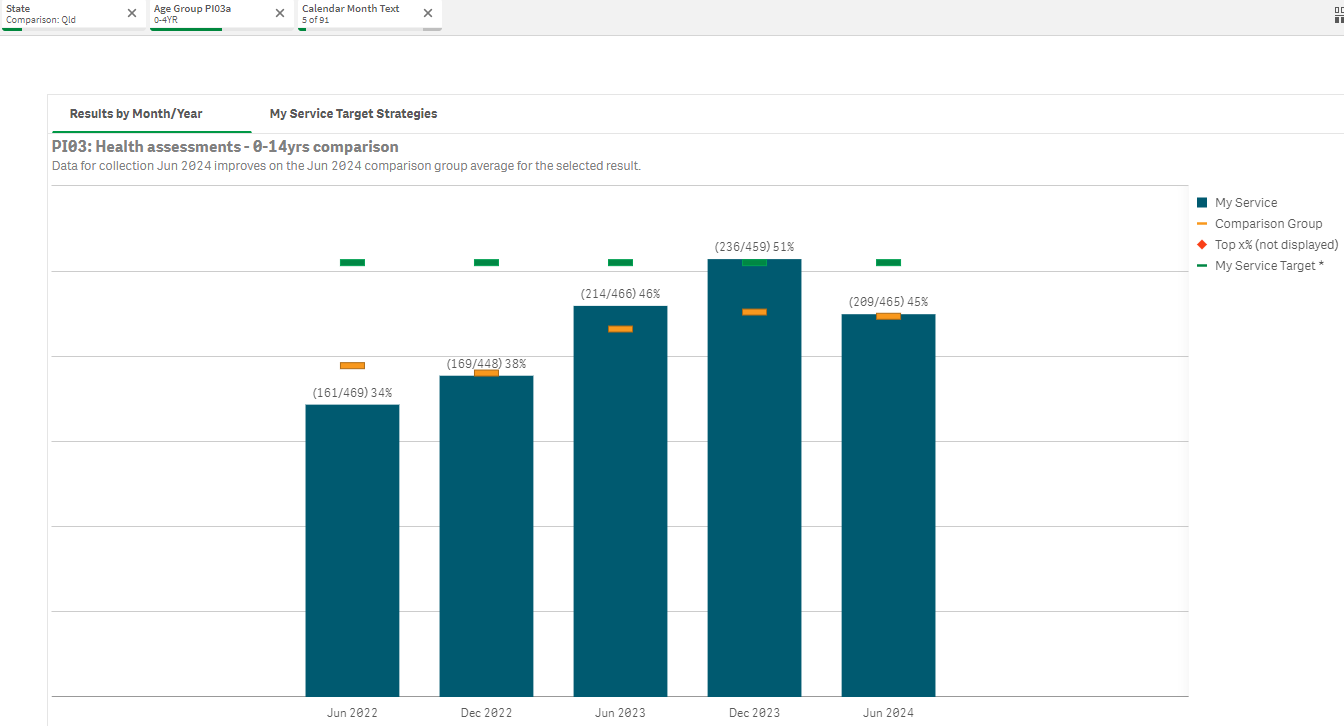 State
Comparison: Qld
Age Group PI03a
0-4YR
Calendar Month Text
5 of 91
Results by Month/Year
My Service Target Strategies
PI03: Health assessments - 0-14yrs comparison
Data for collection Jun 2024 improves on the Jun 2024 comparison group average for the selected result.
My Service
Comparison Group
Top x% (not displayed)
My Service Target *
(161/469) 34%
(169/448) 38%
(214/466) 46%
(236/459) 51%
(209/465) 45%
Jun 2022
Dec 2022
Jun 2023
Dec 2023
Jun 2024